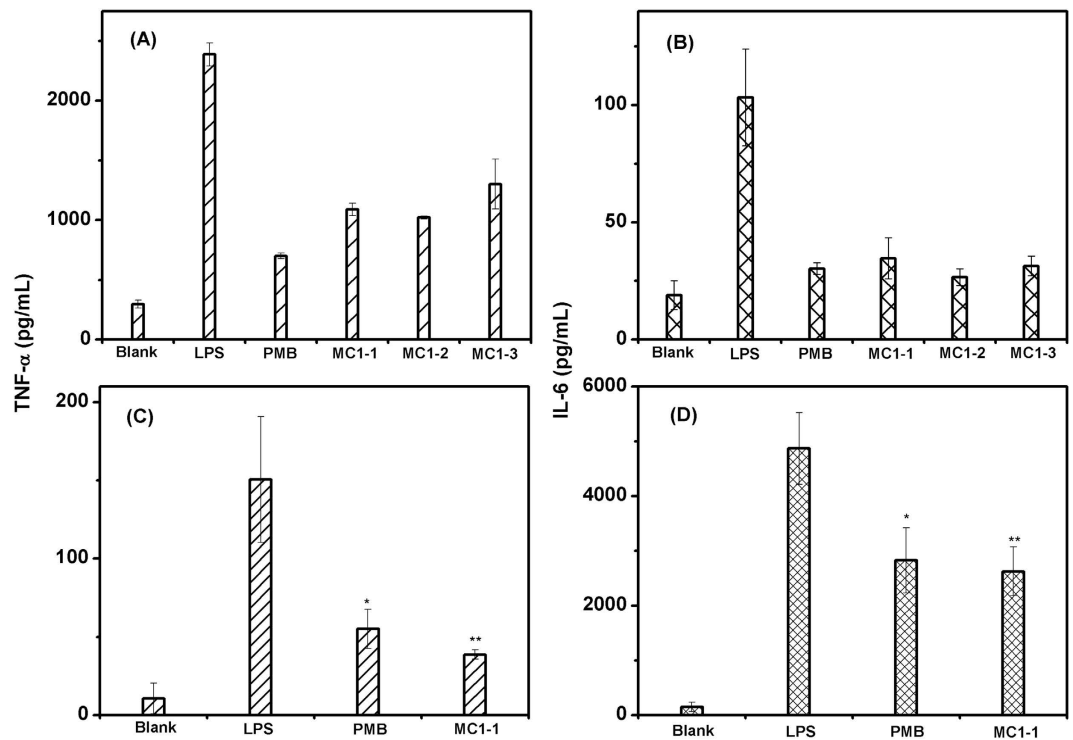 (A)
2000
1000
0
Blank LPS PMB MC1-1 MC1-2 MC1-3
(B)
100
50
25
0
Blank LPS PMB MC1-1 MC1-2 MC1-3
TNF-α (pg/mL)
IL-6 (pg/mL)
(C)
200
100
0
*
**
Blank LPS PMB MC1-1
(D)
6000
4000
2000
0
*
**
Blank LPS PMB MC1-1